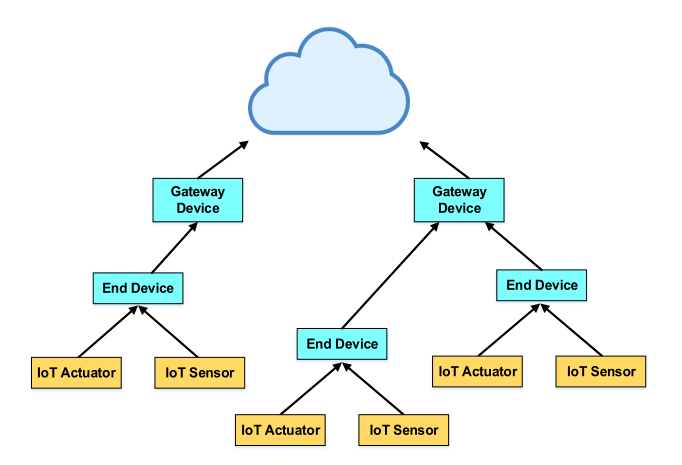 Gateway
Device
Gateway
Device
End Device
End Device
End Device
IoT Actuator
IoT Sensor
IoT Actuator
IoT Sensor
IoT Actuator
IoT Sensor